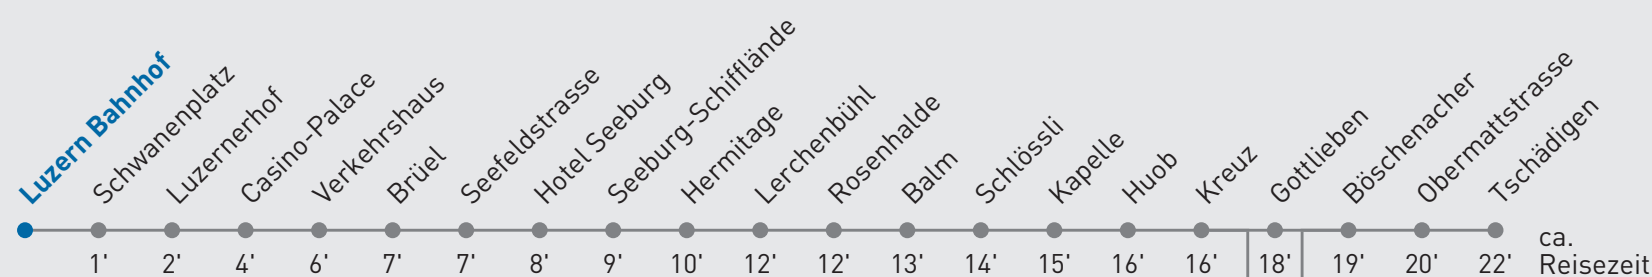 Luzern Bahnhof
Schwanenplatz
Luzernerhof
Casino-Palace
Verkehrshaus
Brüel
Seefeldstrasse
Hotel Seeburg
Seeburg-Schifflände
Hermitage
Lerchenbühl
Rosenhalde
Balm
Schlössli
Kapelle
Huob
Kreuz
Gottlieben
Böschenacher
Obermattstrasse
Tschädigen
1' 2' 4' 6' 7' 7' 8' 9' 10' 12' 12' 13' 14' 15' 16' 16' 18' 19' 20' 22'
ca.
Reisezeit